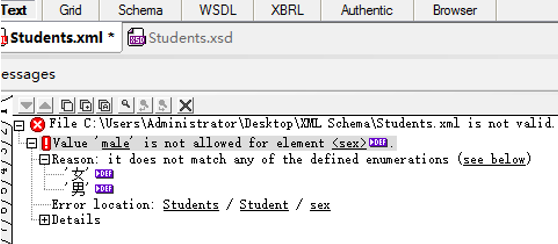 Text Grid Schema WSDL XBRL Authentic Browser
Students.xml * Students.xsd
essages
File C:\Users\Administrator\Desktop\XML Schema\Students.xml is not valid.
Value 'male' is not allowed for element <sex> DEF .
Reason: it does not match any of the defined enumerations (see below)
'女' DEF
'男' DEF
Error location: Students / Student / sex
Details